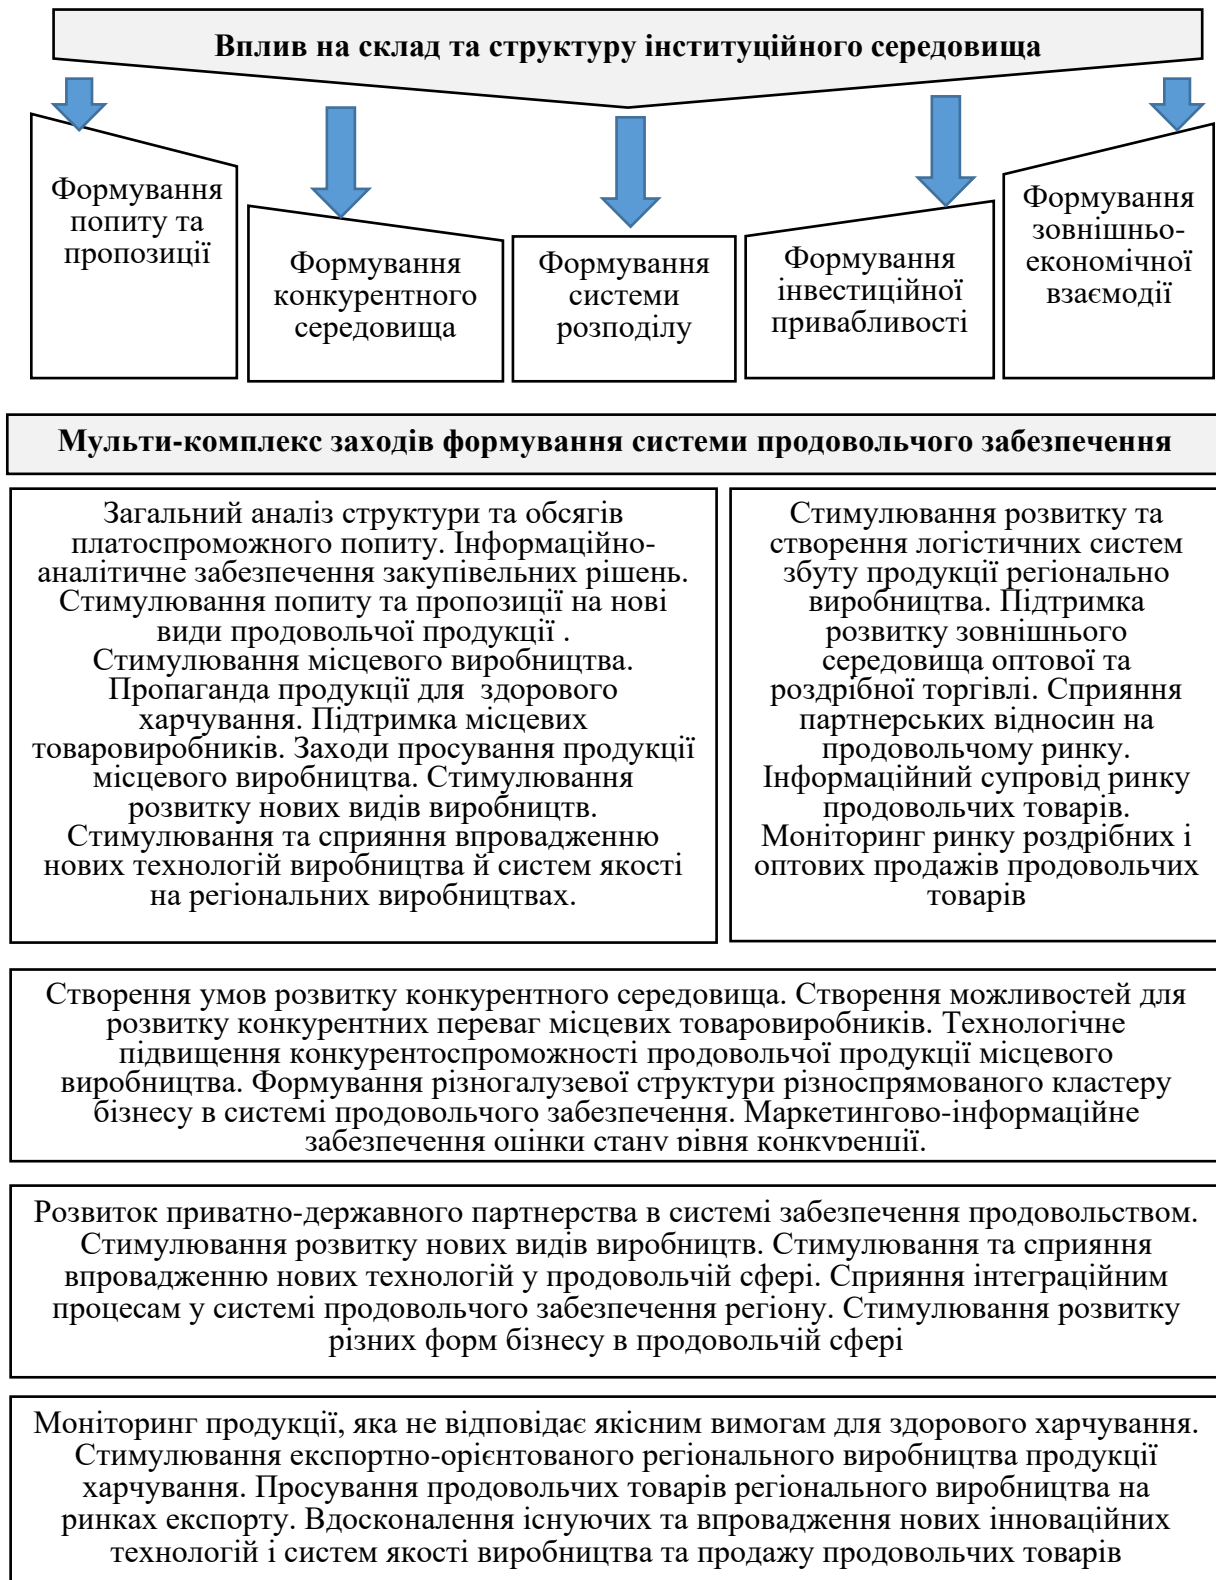 Вплив на склад та структуру інституційного середовища
Формування
попиту та
пропозиції
Формування
конкурентного
середовища
Формування
системи
розподілу
Формування
інвестиційної
привабливості
Формування
зовнішньо-
економічної
взаємодії
Мульти-комплекс заходів формування системи продовольчого забезпечення
Загальний аналіз структури та обсягів
платоспроможного попиту. Інформаційно-
аналітичне забезпечення закупівельних рішень.
Стимулювання попиту та пропозиції на нові
види продовольчої продукції .
Стимулювання місцевого виробництва.
Пропаганда продукції для  здорового
харчування. Підтримка місцевих
товаровиробників. Заходи просування продукції
місцевого виробництва. Стимулювання
розвитку нових видів виробництв.
Стимулювання та сприяння впровадженню
нових технологій виробництва й систем якості
на регіональних виробництвах.
Стимулювання розвитку та
створення логістичних систем
збуту продукції регіонально
виробництва. Підтримка
розвитку зовнішнього
середовища оптової та
роздрібної торгівлі. Сприяння
партнерських відносин на
продовольчому ринку.
Інформаційний супровід ринку
продовольчих товарів.
Моніторинг ринку роздрібних і
оптових продажів продовольчих
товарів
Створення умов розвитку конкурентного середовища. Створення можливостей для
розвитку конкурентних переваг місцевих товаровиробників. Технологічне
підвищення конкурентоспроможності продовольчої продукції місцевого
виробництва. Формування різногалузевої структури різноспрямованого кластеру
бізнесу в системі продовольчого забезпечення. Маркетингово-інформаційне
забезпечення оцінки стану рівня конкуренції.
Розвиток приватно-державного партнерства в системі забезпечення продовольством.
Стимулювання розвитку нових видів виробництв. Стимулювання та сприяння
впровадженню нових технологій у продовольчій сфері. Сприяння інтеграційним
процесам у системі продовольчого забезпечення регіону. Стимулювання розвитку
різних форм бізнесу в продовольчій сфері
Моніторинг продукції, яка не відповідає якісним вимогам для здорового харчування.
Стимулювання експортно-орієнтованого регіонального виробництва продукції
харчування. Просування продовольчих товарів регіонального виробництва на
ринках експорту. Вдосконалення існуючих та впровадження нових інноваційних
технологій і систем якості виробництва та продажу продовольчих товарів